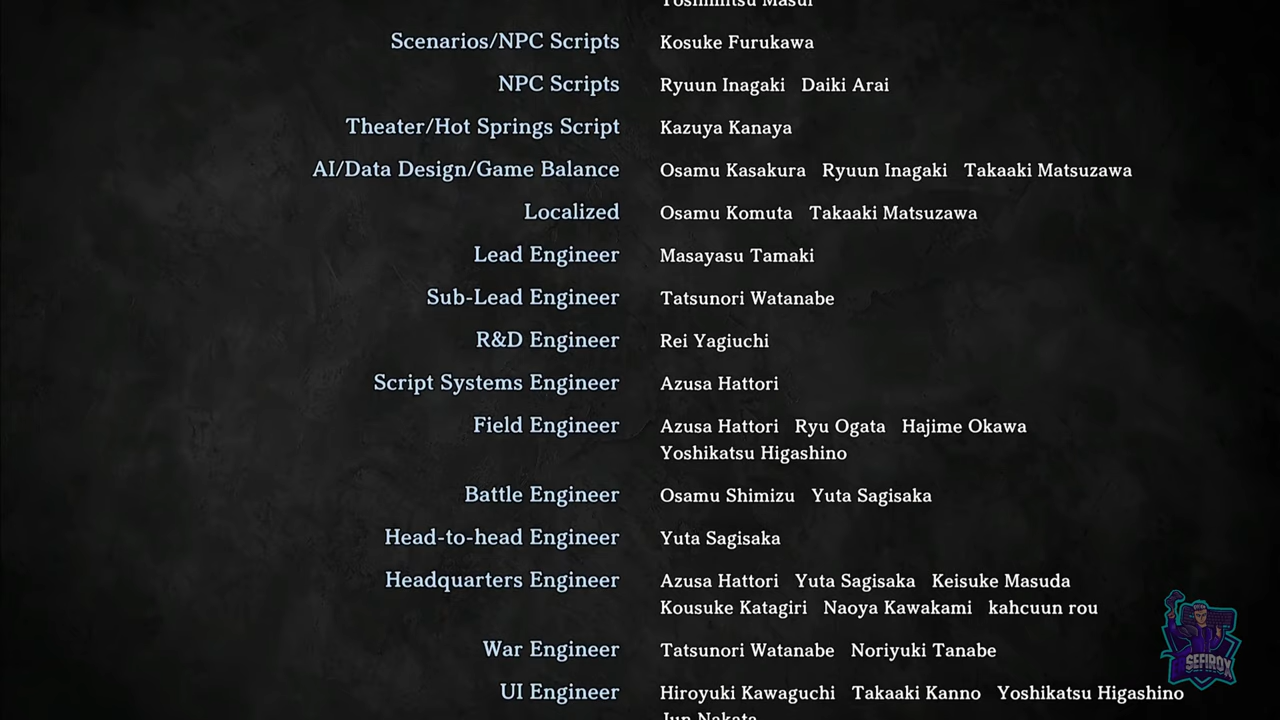 Yoshimitsu Masui
Scenarios/NPC Scripts Kosuke Furukawa
NPC Scripts Ryuun Inagaki Daiki Arai
Theater/Hot Springs Script Kazuya Kanaya
AI/Data Design/Game Balance Osamu Kasakura Ryuun Inagaki Takaaki Matsuzawa
Localized Osamu Komuta Takaaki Matsuzawa
Lead Engineer Masayasu Tamaki
Sub-Lead Engineer Tatsunori Watanabe
R&D Engineer Rei Yagiuchi
Script Systems Engineer Azusa Hattori
Field Engineer Azusa Hattori Ryu Ogata Hajime Okawa
Yoshikatsu Higashino
Battle Engineer Osamu Shimizu Yuta Sagisaka
Head-to-head Engineer Yuta Sagisaka
Headquarters Engineer Azusa Hattori Yuta Sagisaka Keisuke Masuda
Kousuke Katagiri Naoya Kawakami kahcuun rou
War Engineer Tatsunori Watanabe Noriyuki Tanabe
UI Engineer Hiroyuki Kawaguchi Takaaki Kanno Yoshikatsu Higashino
Jun Nakata
SEFIROX